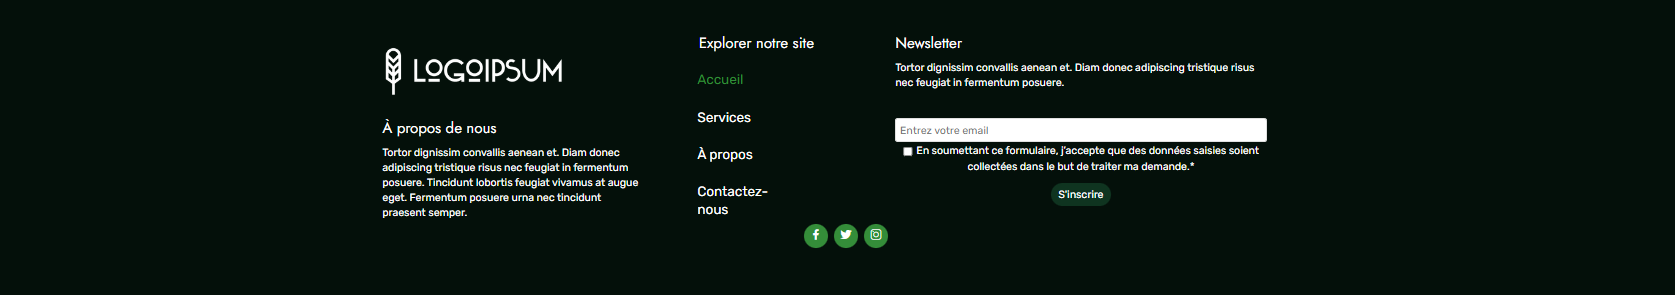 LOGOIPSUM
À propos de nous
Tortor dignissim convallis aenean et. Diam donec
adipiscing tristique risus nec feugiat in fermentum
posuere. Tincidunt lobortis feugiat vivamus at augue
eget. Fermentum posuere urna nec tincidunt
praesent semper.
Explorer notre site
Accueil
Services
À propos
Contactez-
nous
Newsletter
Tortor dignissim convallis aenean et. Diam donec adipiscing tristique risus
nec feugiat in fermentum posuere.
Entrez votre email
En soumettant ce formulaire, j'accepte que des données saisies soient
collectées dans le but de traiter ma demande.*
S'inscrire